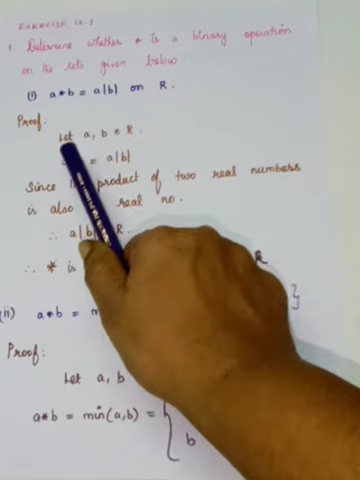 EXERCISE 12.1
1. Determine whether * is a binary opeation
on the sets given below.
(i) a*b = a|b| on R.
Proof:
Let a, b ∈ R.
= a|b|
Since product of two real numbers
is also real no.
∴ a|b| R.
∴ * is R
(ii) a*b = }
Proof:
Let a, b
a*b = min(a,b) = {
b